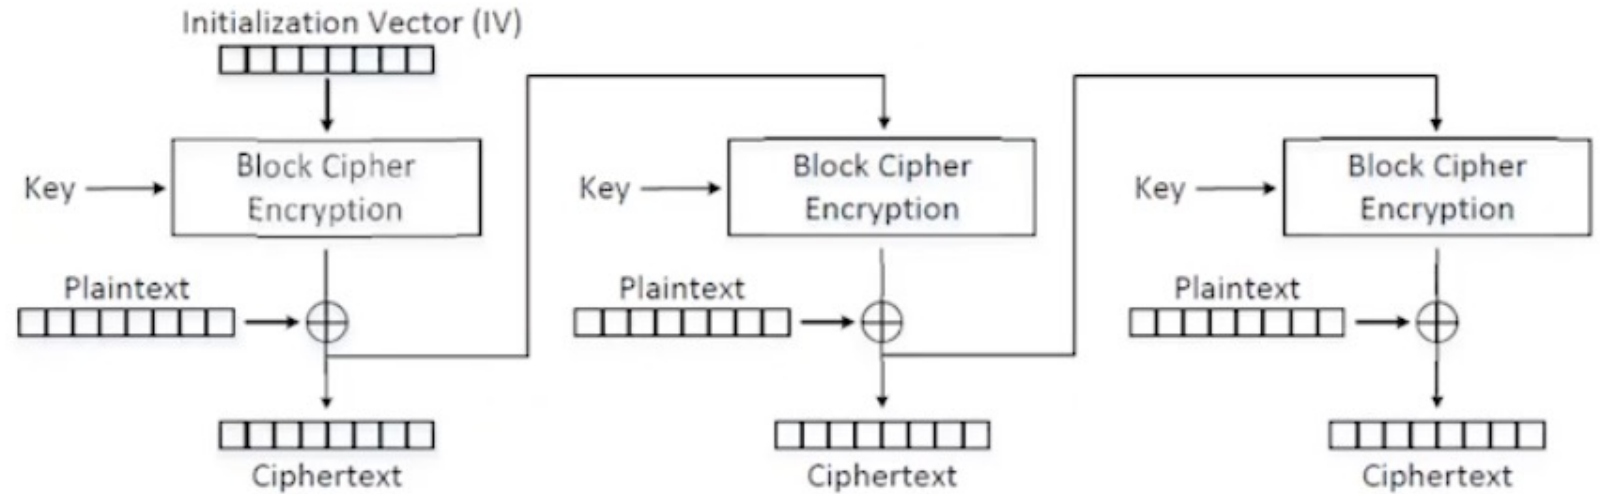 Initialization Vector (IV)
Key
Block Cipher
Encryption
Key
Block Cipher
Encryption
Key
Block Cipher
Encryption
Plaintext
Plaintext
Plaintext
Ciphertext
Ciphertext
Ciphertext